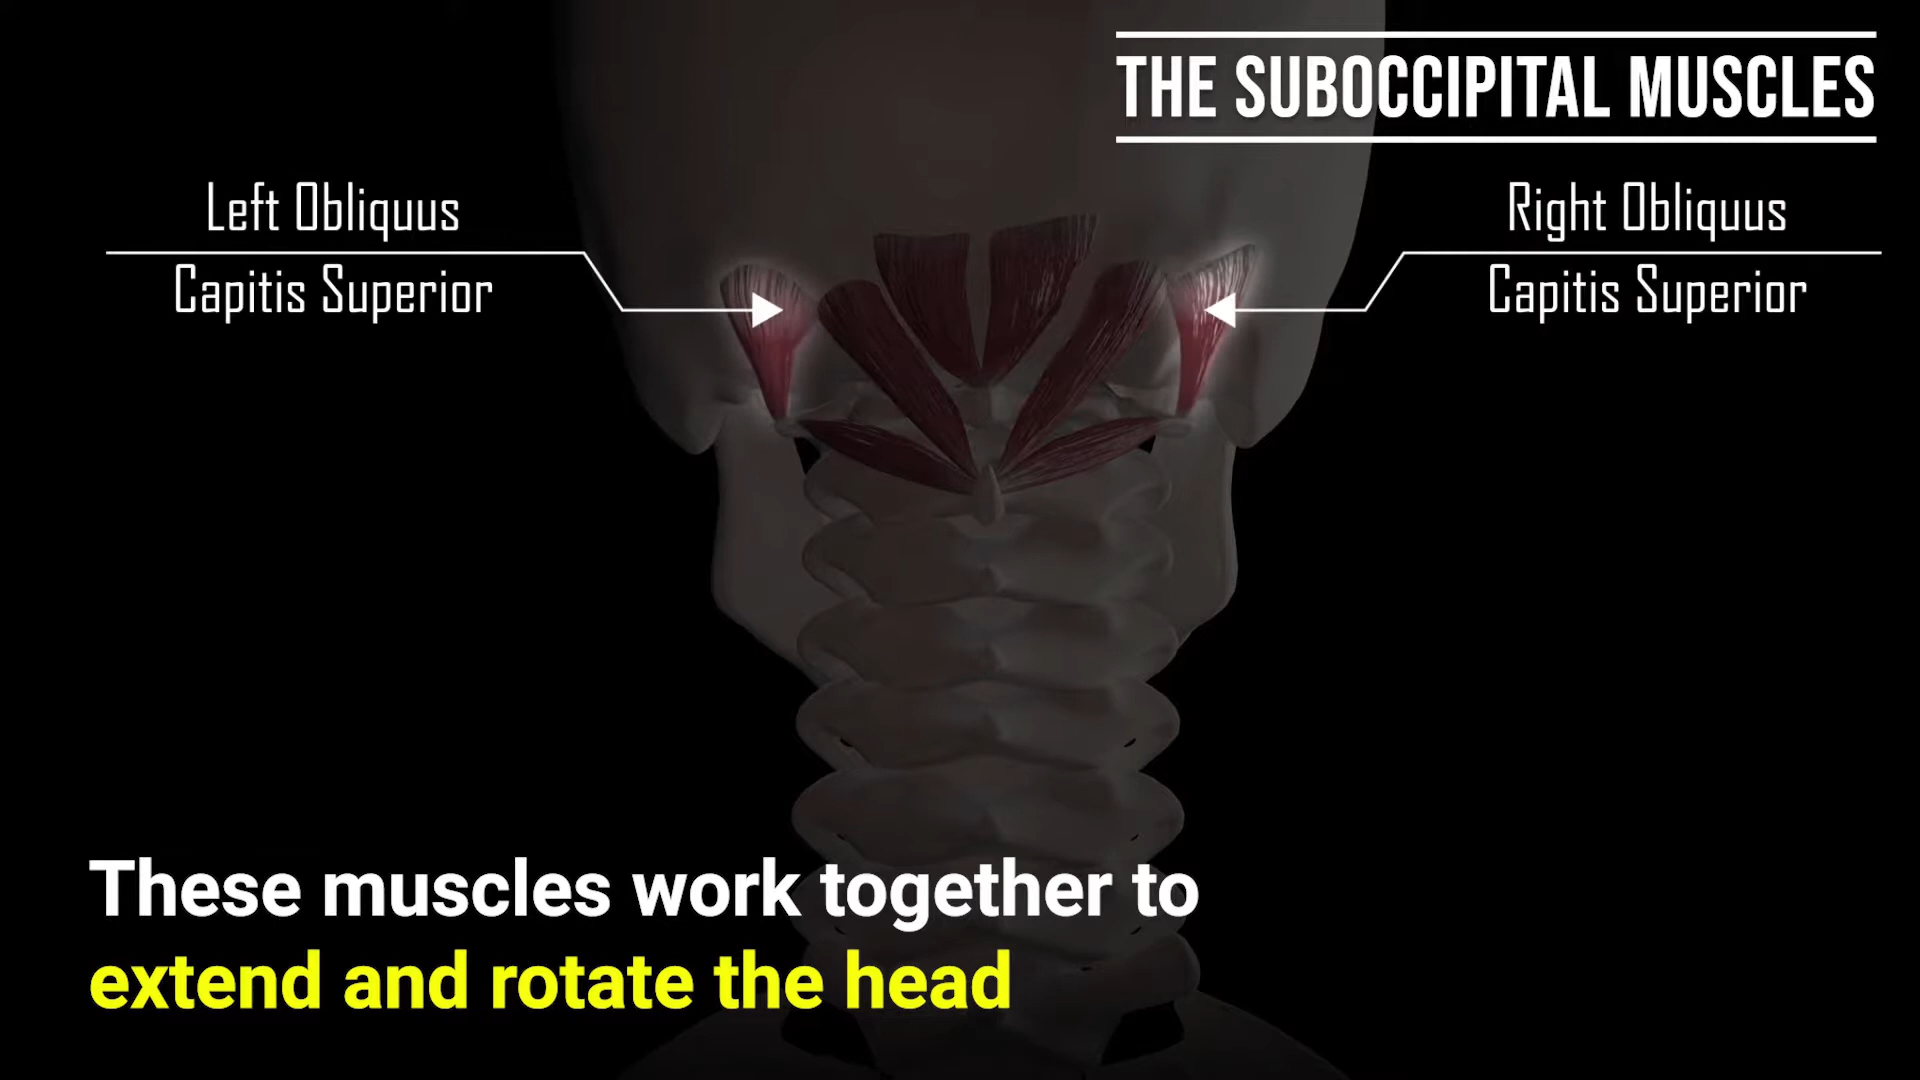 THE SUBOCCIPITAL MUSCLES
Left Obliquus
Capitis Superior
Right Obliquus
Capitis Superior
These muscles work together to
extend and rotate the head